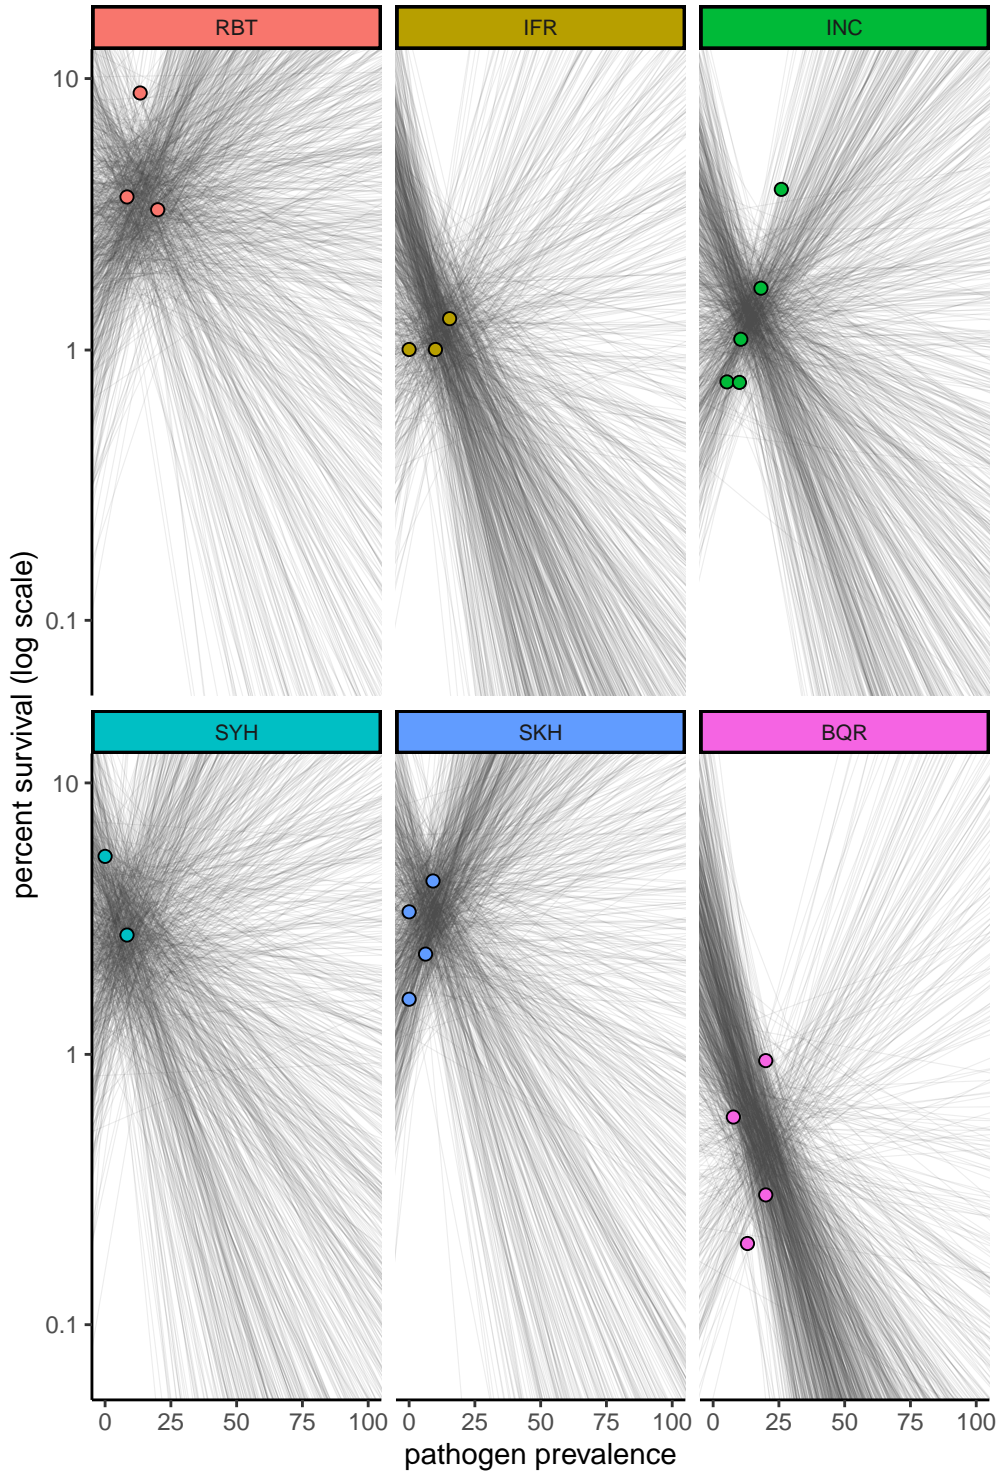 RBT IFR INC
10
1
0.1
SYH SKH BQR
10
1
0.1
0 25 50 75 100 0 25 50 75 100 0 25 50 75 100
pathogen prevalence
percent survival (log scale)